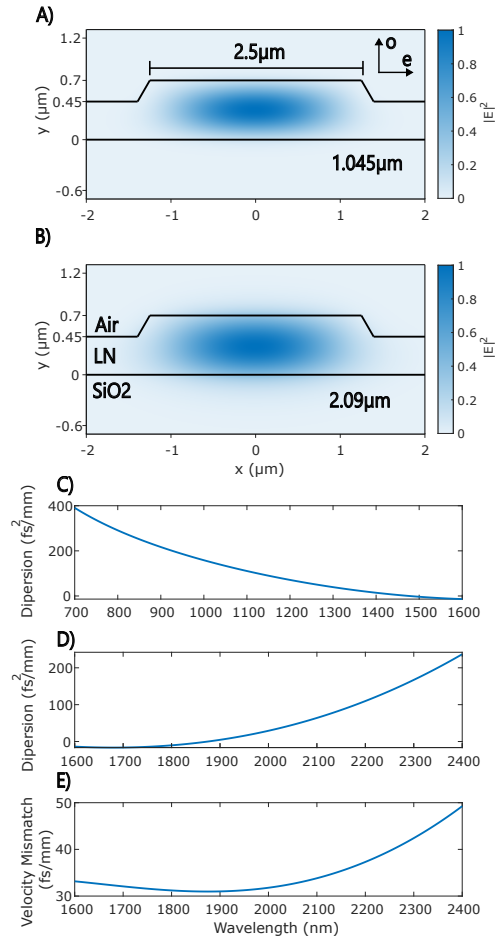 A)
1.2
0.7
0.45
0
-0.6
y (µm)
2.5µm
o
e
1.045µm
-2 -1 0 1 2
1
0.8
0.6
0.4
0.2
0
|E|²
B)
1.2
0.7
0.45
0
-0.6
y (µm)
Air
LN
SiO2
2.09µm
-2 -1 0 1 2
x (µm)
1
0.8
0.6
0.4
0.2
0
|E|²
C)
Dipersion (fs²/mm)
400
200
0
700 800 900 1000 1100 1200 1300 1400 1500 1600
D)
Dipersion (fs²/mm)
200
100
0
1600 1700 1800 1900 2000 2100 2200 2300 2400
E)
Velocity Mismatch
(fs/mm)
50
40
30
1600 1700 1800 1900 2000 2100 2200 2300 2400
Wavelength (nm)